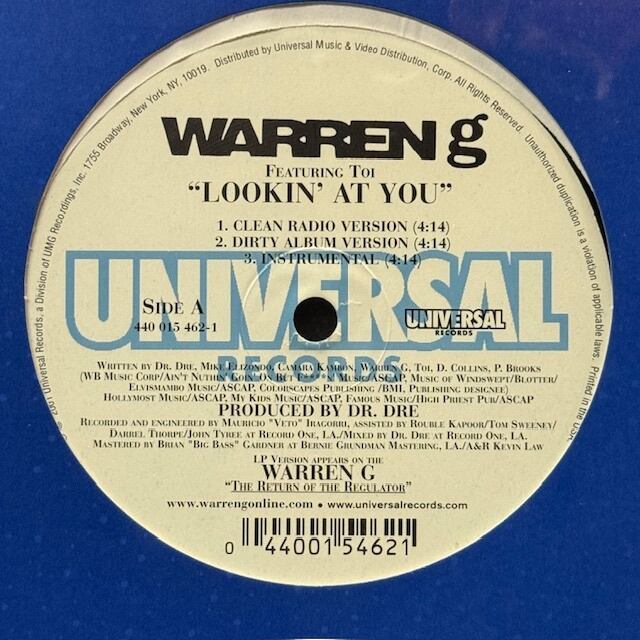 © 2001 Universal Records, a Division of UMG Recordings, Inc. 1755 Broadway, New York, NY, 10019. Distributed by Universal Music & Video Distribution, Corp. All Rights Reserved. Unauthorized duplication is a violation of applicable laws. Printed in the USA.
WARREN g
FEATURING TOI
"LOOKIN' AT YOU"
1. CLEAN RADIO VERSION (4:14)
2. DIRTY ALBUM VERSION (4:14)
3. INSTRUMENTAL (4:14)
UNIVERSAL
RECORDS
SIDE A
440 015 462-1
UNIVERSAL
RECORDS
WRITTEN BY DR. DRE, MIKE ELIZONDO, CAMARA KAMBON, WARREN G, TOI, D. COLLINS, P. BROOKS
(WB MUSIC CORP/AIN'T NUTHIN' GOIN' ON BUT FUNKIN' MUSIC/ASCAP, MUSIC OF WINDSWEPT/BLOTTER/
ELVISMAMBO MUSIC/ASCAP, COLORSCAPES PUBLISHING /BMI, PUBLISHING DESIGNEE)
HOLLYMOST MUSIC/ASCAP, MY KIDS MUSIC/ASCAP, FAMOUS MUSIC/HIGH PRIEST PUB/ASCAP
PRODUCED BY DR. DRE
RECORDED AND ENGINEERED BY MAURICIO "VETO" IRAGORRI, ASSISTED BY ROUBLE KAPOOR/TOM SWEENEY/
DARREL THORPE/JOHN TYREE AT RECORD ONE, LA./MIXED BY DR. DRE AT RECORD ONE, LA.
MASTERED BY BRIAN "BIG BASS" GARDNER AT BERNIE GRUNDMAN MASTERING, LA./A&R KEVIN LAW
LP VERSION APPEARS ON THE
WARREN G
"THE RETURN OF THE REGULATOR"
www.warrengonline.com • www.universalrecords.com
0 44001 54621